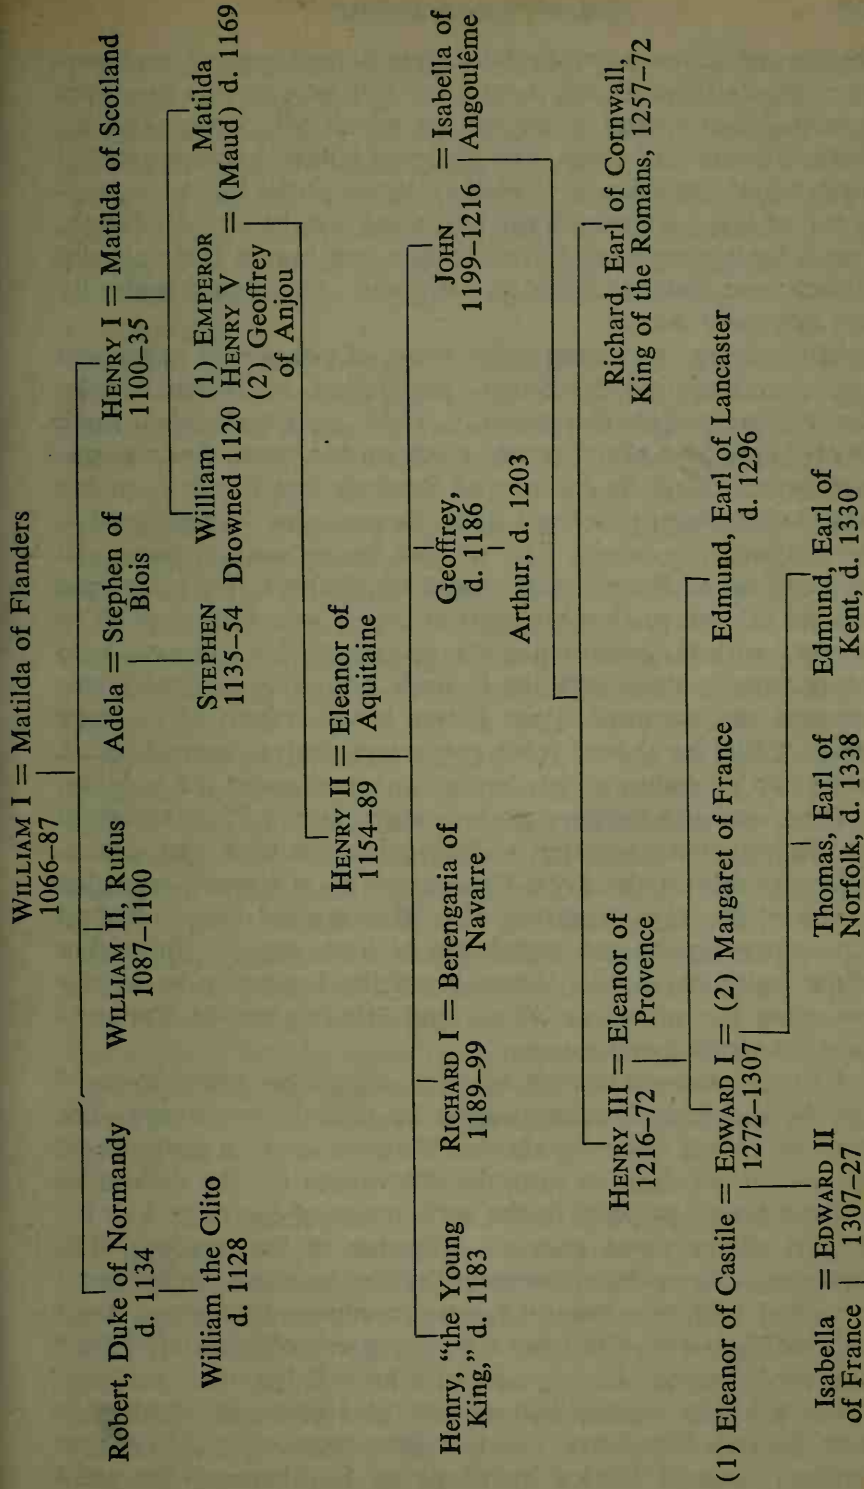 WILLIAM I = Matilda of Flanders
1066–87
Robert, Duke of Normandy
d. 1134
WILLIAM II, Rufus
1087–1100
Adela = Stephen of
Blois
HENRY I = Matilda of Scotland
1100–35
William the Clito
d. 1128
STEPHEN
1135–54
William
Drowned 1120
(1) EMPEROR
HENRY V
(2) Geoffrey
of Anjou
= Matilda
(Maud) d. 1169
HENRY II = Eleanor of
1154–89 Aquitaine
Henry, “the Young
King,” d. 1183
RICHARD I = Berengaria of
1189–99 Navarre
Geoffrey,
d. 1186
Arthur, d. 1203
JOHN = Isabella of
1199–1216 Angoulême
HENRY III = Eleanor of
1216–72 Provence
Richard, Earl of Cornwall,
King of the Romans, 1257–72
(1) Eleanor of Castile = EDWARD I = (2) Margaret of France
1272–1307
Edmund, Earl of Lancaster
d. 1296
Isabella = EDWARD II
of France 1307–27
Thomas, Earl of
Norfolk, d. 1338
Edmund, Earl of
Kent, d. 1330